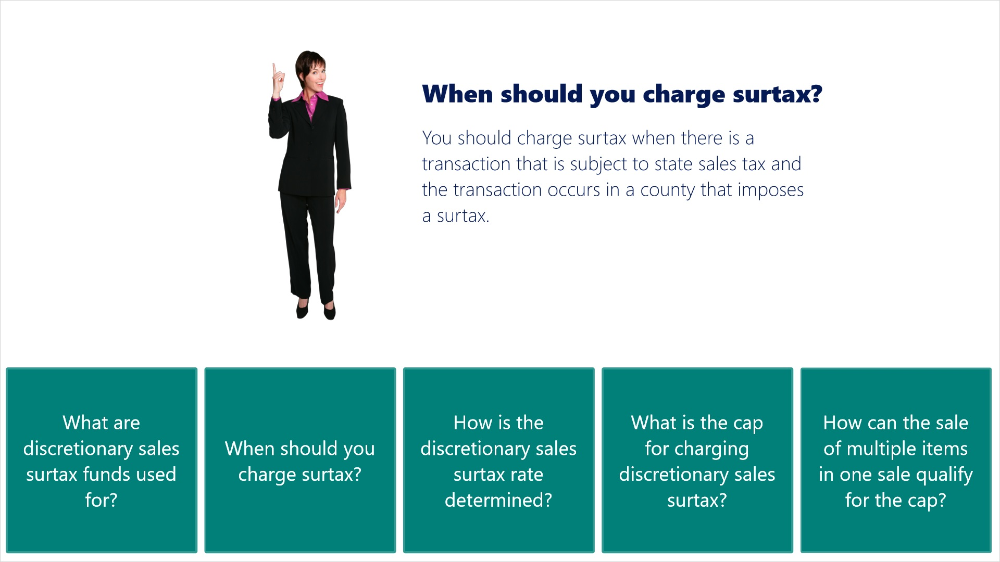 When should you charge surtax?
You should charge surtax when there is a
transaction that is subject to state sales tax and
the transaction occurs in a county that imposes
a surtax.
What are
discretionary sales
surtax funds used
for?
When should you
charge surtax?
How is the
discretionary sales
surtax rate
determined?
What is the cap
for charging
discretionary sales
surtax?
How can the sale
of multiple items
in one sale qualify
for the cap?